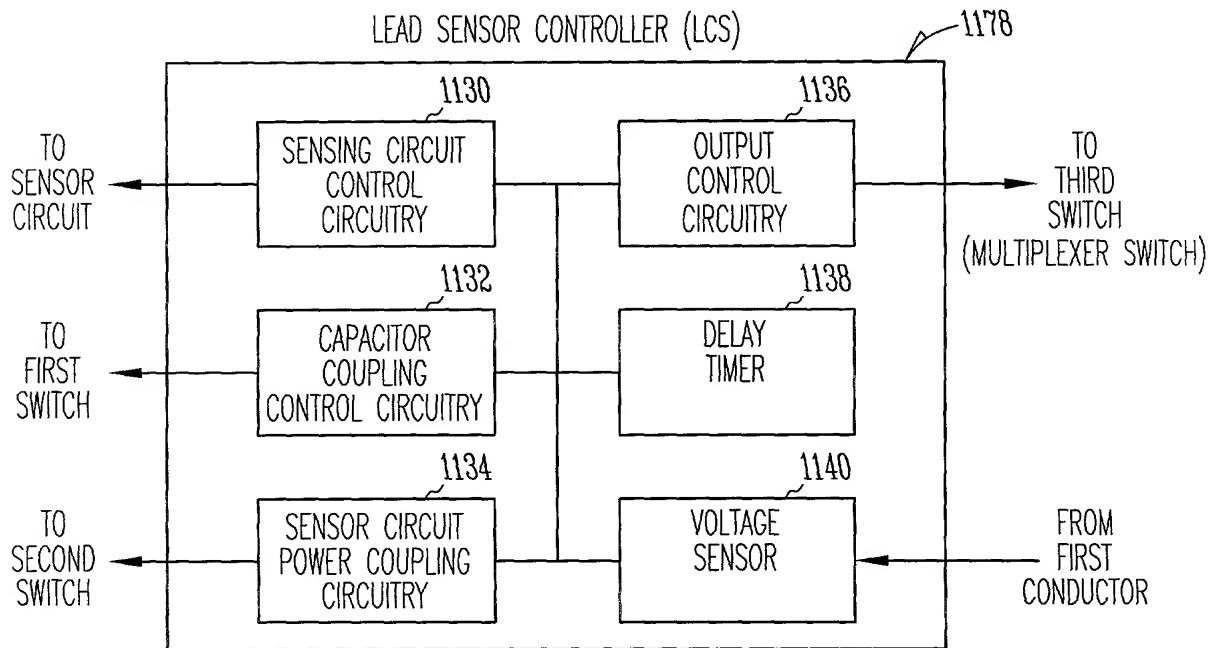 LEAD SENSOR CONTROLLER (LCS)
1178
1130
SENSING CIRCUIT
CONTROL
CIRCUITRY
1136
OUTPUT
CONTROL
CIRCUITRY
TO
SENSOR
CIRCUIT
TO
THIRD
SWITCH
(MULTIPLEXER SWITCH)
1132
CAPACITOR
COUPLING
CONTROL CIRCUITRY
1138
DELAY
TIMER
TO
FIRST
SWITCH
1134
SENSOR CIRCUIT
POWER COUPLING
CIRCUITRY
1140
VOLTAGE
SENSOR
TO
SECOND
SWITCH
FROM
FIRST
CONDUCTOR